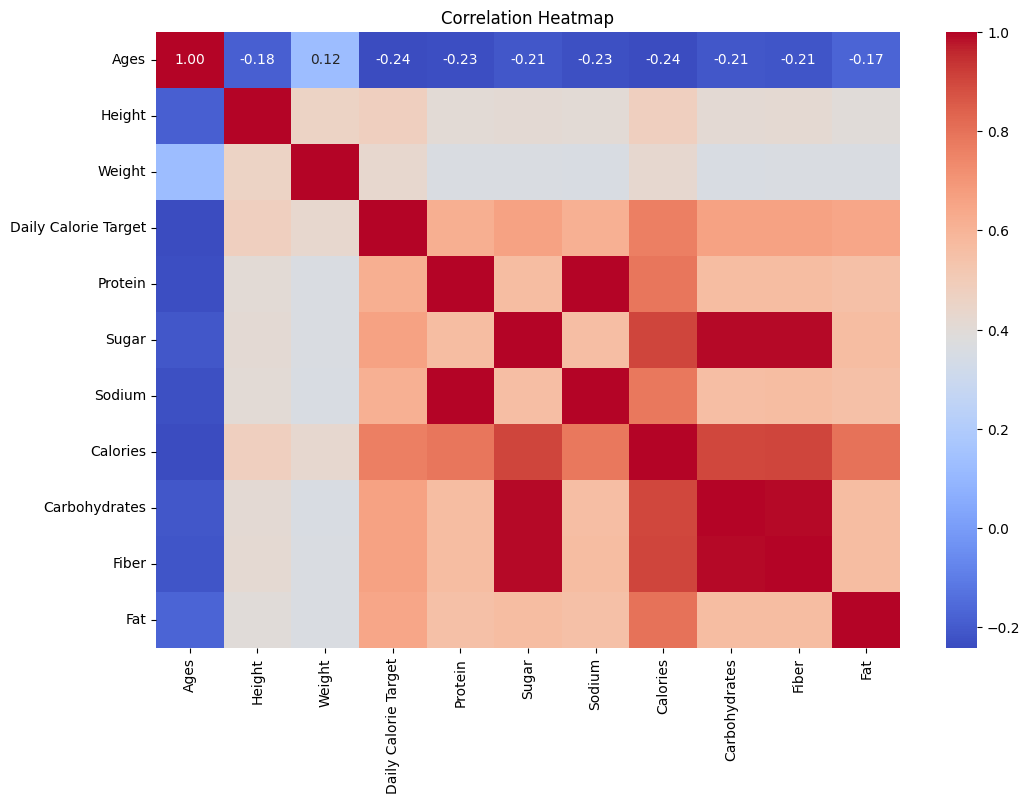 Correlation Heatmap
Ages 1.00 -0.18 0.12 -0.24 -0.23 -0.21 -0.23 -0.24 -0.21 -0.21 -0.17
Height
Weight
Daily Calorie Target
Protein
Sugar
Sodium
Calories
Carbohydrates
Fiber
Fat
Ages Height Weight Daily Calorie Target Protein Sugar Sodium Calories Carbohydrates Fiber Fat
1.0
0.8
0.6
0.4
0.2
0.0
−0.2